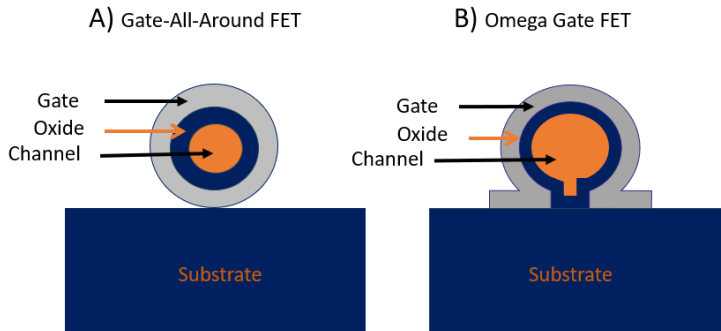 A) Gate-All-Around FET
Gate
Oxide
Channel
Substrate
B) Omega Gate FET
Gate
Oxide
Channel
Substrate